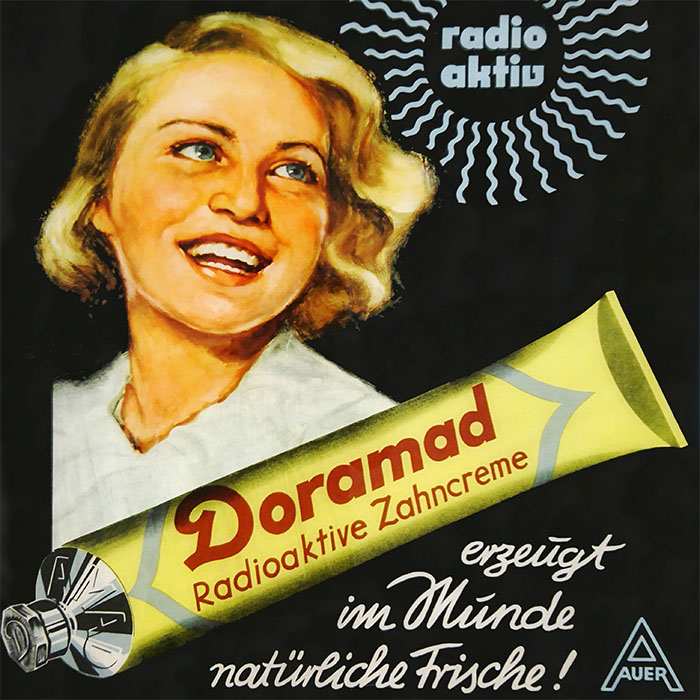 radio
aktiv
Doramad
Radioaktive Zahncreme
erzeugt
im Munde
natürliche Frische!
AUER